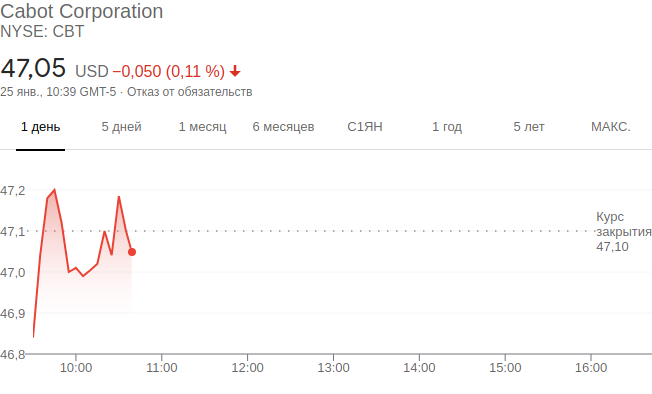 Cabot Corporation
NYSE: CBT
47,05 USD −0,050 (0,11 %)
25 янв., 10:39 GMT-5 · Отказ от обязательств
1 день 5 дней 1 месяц 6 месяцев С1ЯН 1 год 5 лет МАКС.
47,2
Курс
47,1 закрытия
47,10
47,0
46,9
46,8
10:00 11:00 12:00 13:00 14:00 15:00 16:00